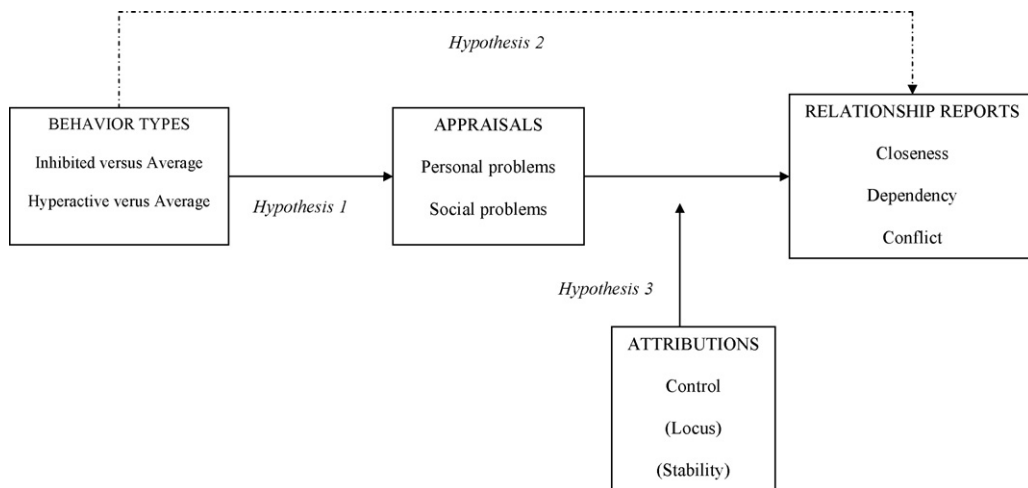 Hypothesis 2
BEHAVIOR TYPES
Inhibited versus Average
Hyperactive verus Average
Hypothesis 1
APPRAISALS
Personal problems
Social problems
RELATIONSHIP REPORTS
Closeness
Dependency
Conflict
Hypothesis 3
ATTRIBUTIONS
Control
(Locus)
(Stability)